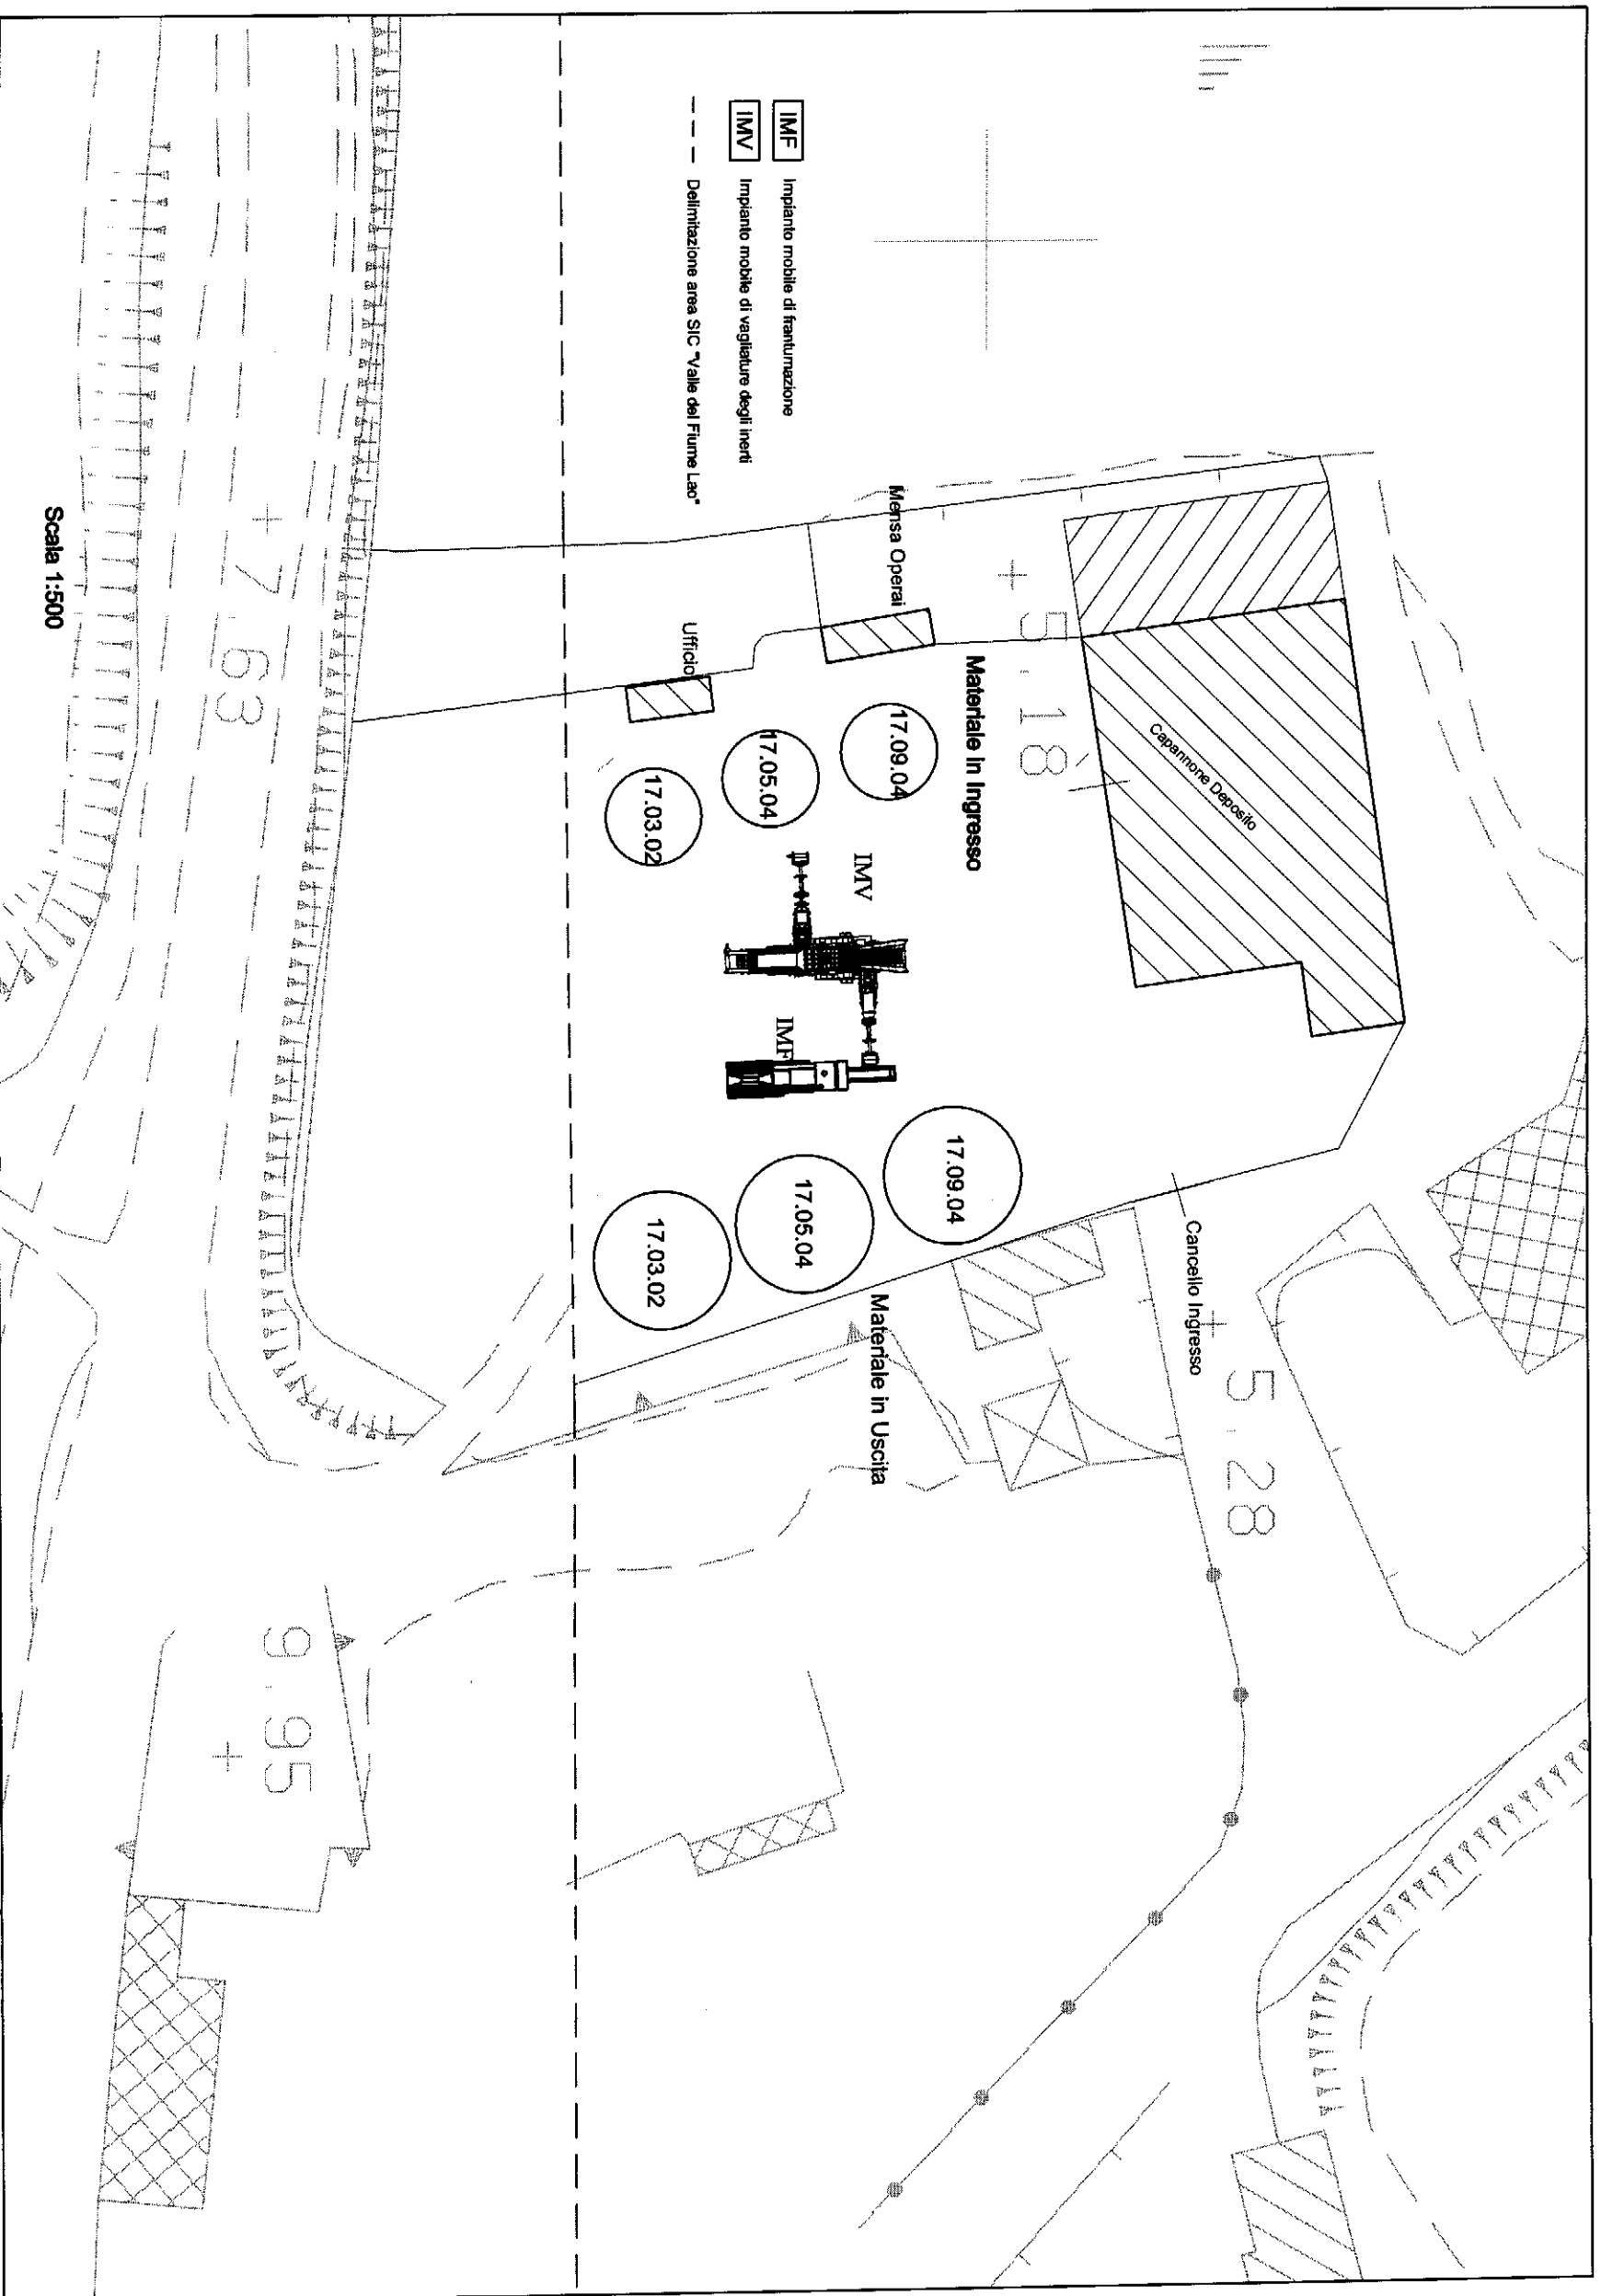 IMF Impianto mobile di frantumazione
IMV Impianto mobile di vagliature degli inerti
Delimitazione area SIC "Valle del Fiume Lao"
Capannone Deposito
+ 5.18
Materiale in Ingresso
Mensa Operai
Ufficio
17.09.04
17.05.04
17.03.02
IMV
IMF
17.09.04
17.05.04
17.03.02
Materiale in Uscita
Cancello Ingresso
+ 5.28
+ 7.63
9.95
+
Scala 1:500